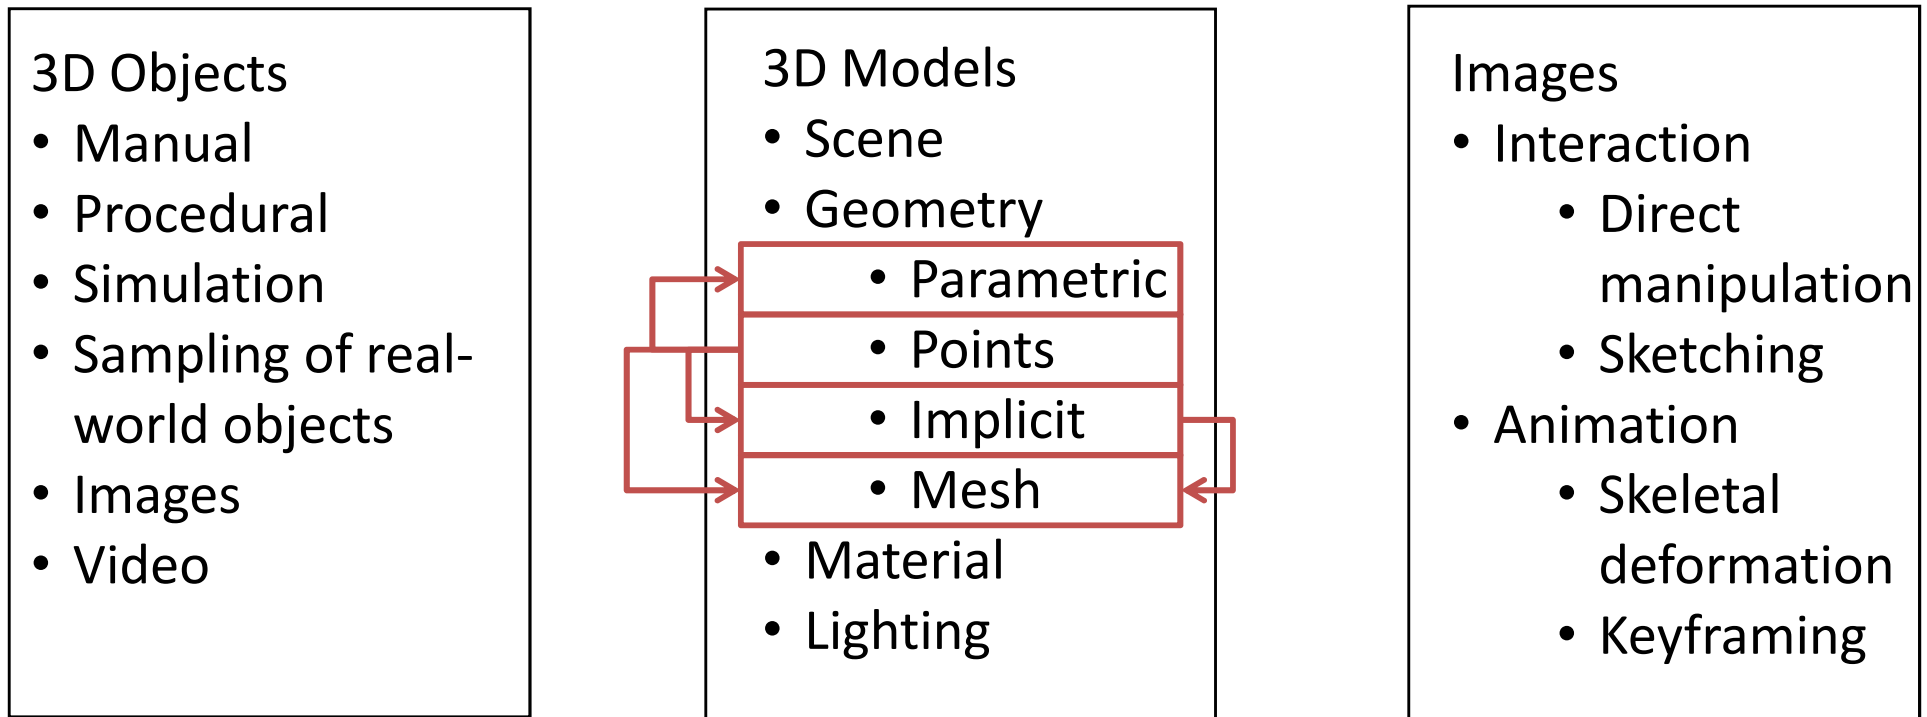 3D Objects
• Manual
• Procedural
• Simulation
• Sampling of real-
world objects
• Images
• Video
3D Models
• Scene
• Geometry
• Parametric
• Points
• Implicit
• Mesh
• Material
• Lighting
Images
• Interaction
• Direct
manipulation
• Sketching
• Animation
• Skeletal
deformation
• Keyframing